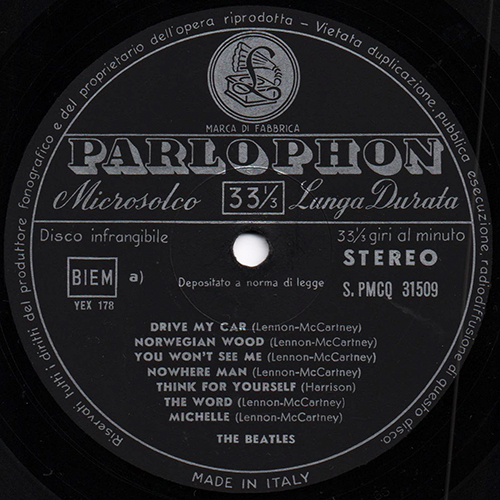 Riservati tutti i diritti del produttore fonografico e del proprietario dell'opera riprodotta - Vietata duplicazione, pubblica esecuzione, radiodiffusione di questo disco.
MARCA DI FABBRICA
PARLOPHON
Microsolco 33⅓ Lunga Durata
Disco infrangibile 33⅓ giri al minuto
BIEM a) STEREO
YEX 178 Depositato a norma di legge S. PMCQ 31509
DRIVE MY CAR (Lennon-McCartney)
NORWEGIAN WOOD (Lennon-McCartney)
YOU WON'T SEE ME (Lennon-McCartney)
NOWHERE MAN (Lennon-McCartney)
THINK FOR YOURSELF (Harrison)
THE WORD (Lennon-McCartney)
MICHELLE (Lennon-McCartney)
THE BEATLES
MADE IN ITALY